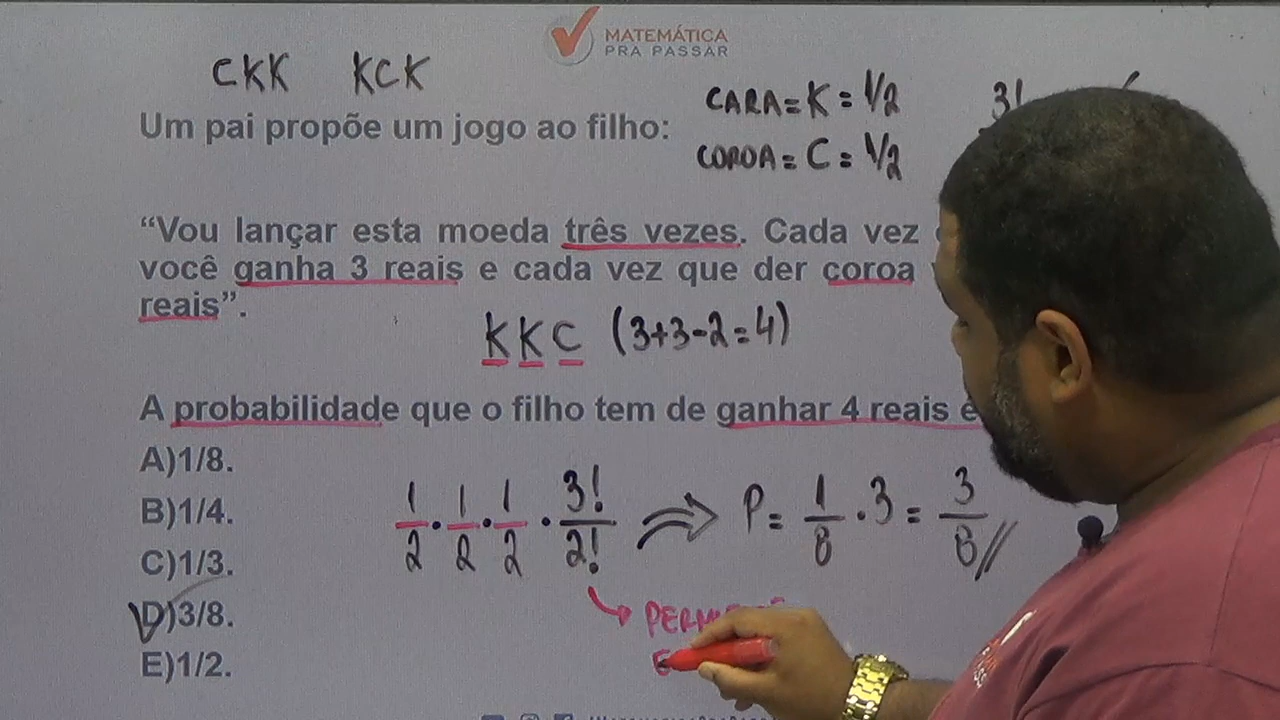 MATEMÁTICA
PRA PASSAR
CKK KCK
CARA = K = 1/2
3!
Um pai propõe um jogo ao filho:
COROA = C = 1/2
“Vou lançar esta moeda três vezes. Cada vez
você ganha 3 reais e cada vez que der coroa
reais”.
KKC (3+3-2=4)
A probabilidade que o filho tem de ganhar 4 reais é
A)1/8.
B)1/4.
C)1/3.
D)3/8.
E)1/2.
1/2 · 1/2 · 1/2 · 3!/2! ⇒ P = 1/8 · 3 = 3/8 //